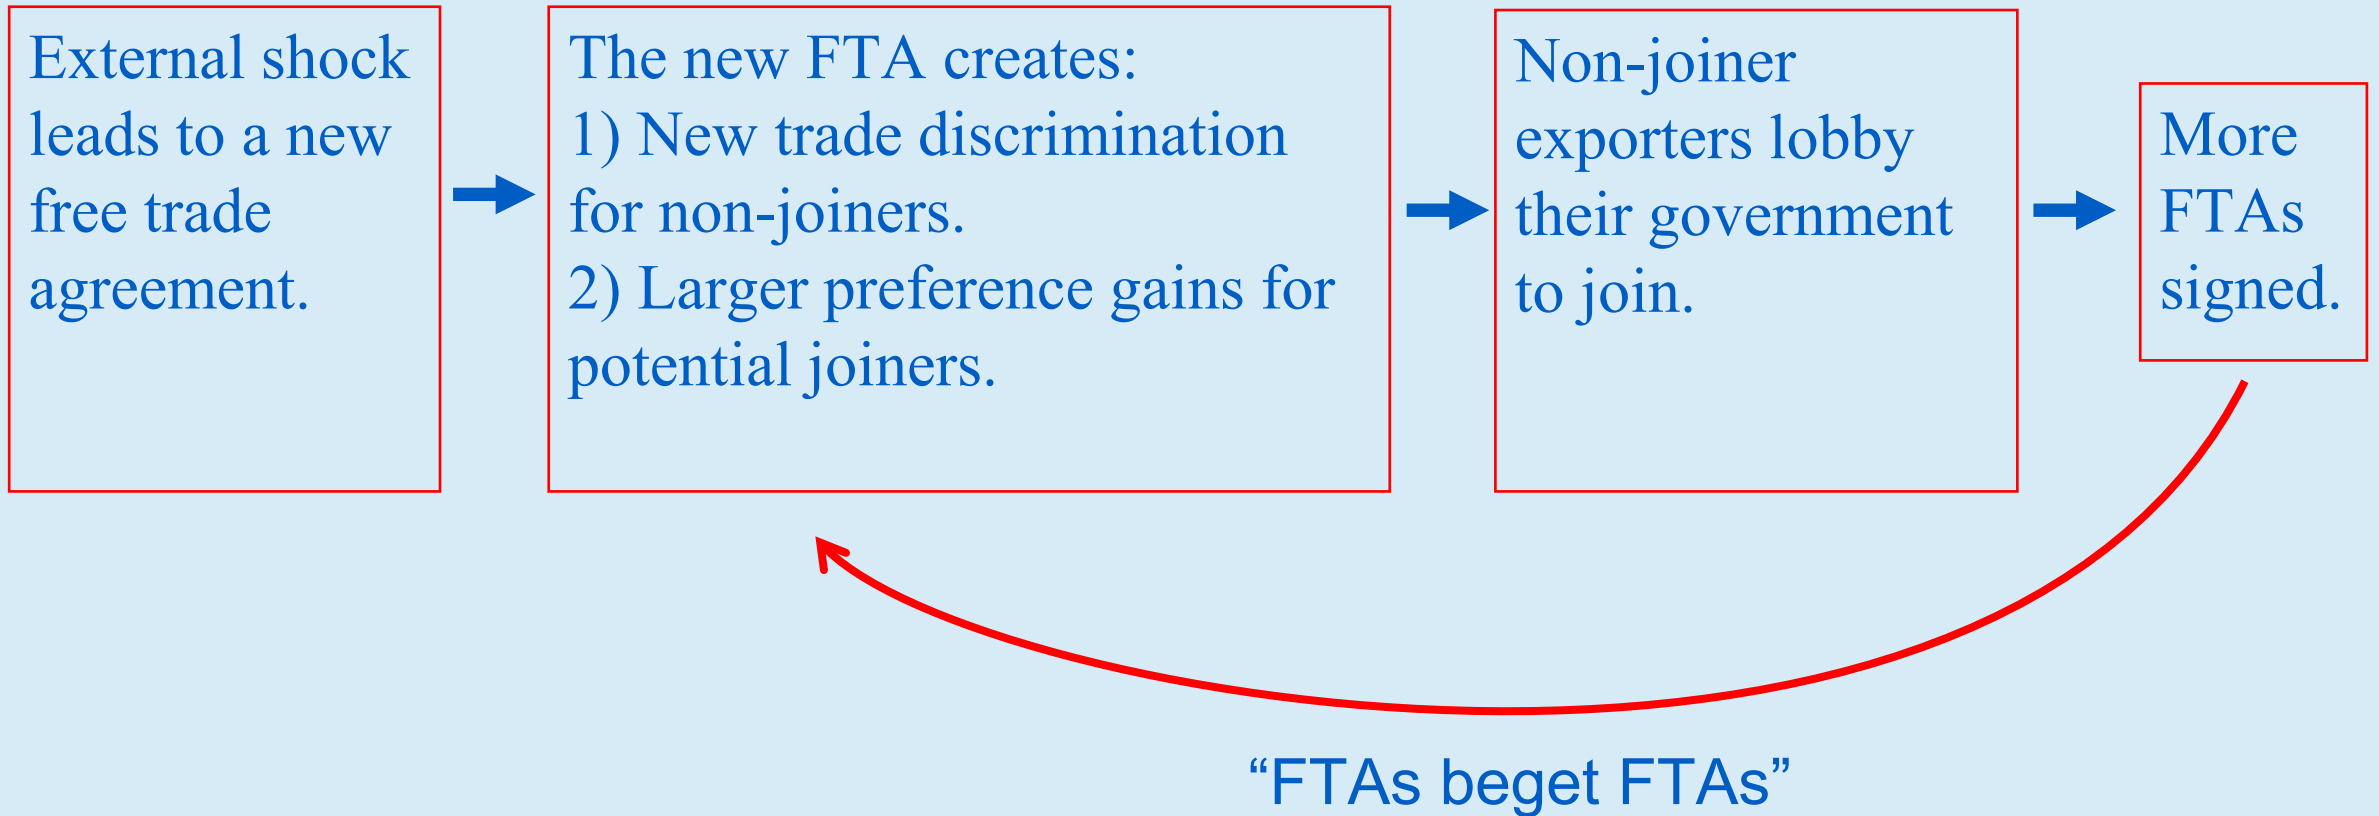 External shock
leads to a new
free trade
agreement.
The new FTA creates:
1) New trade discrimination
for non-joiners.
2) Larger preference gains for
potential joiners.
Non-joiner
exporters lobby
their government
to join.
More
FTAs
signed.
“FTAs beget FTAs”